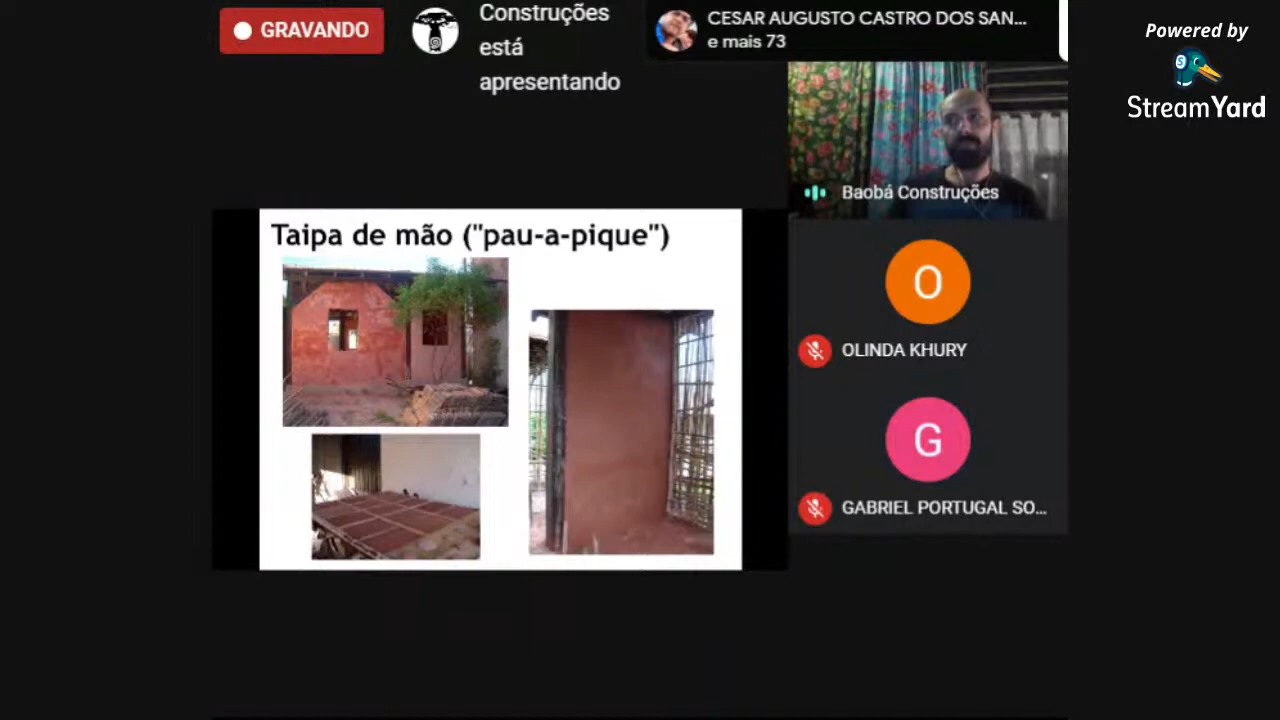 GRAVANDO
Construções
está
apresentando
CESAR AUGUSTO CASTRO DOS SAN...
e mais 73
Powered by
S
StreamYard
Baobá Construções
Taipa de mão ("pau-a-pique")
O
OLINDA KHURY
G
GABRIEL PORTUGAL SO...